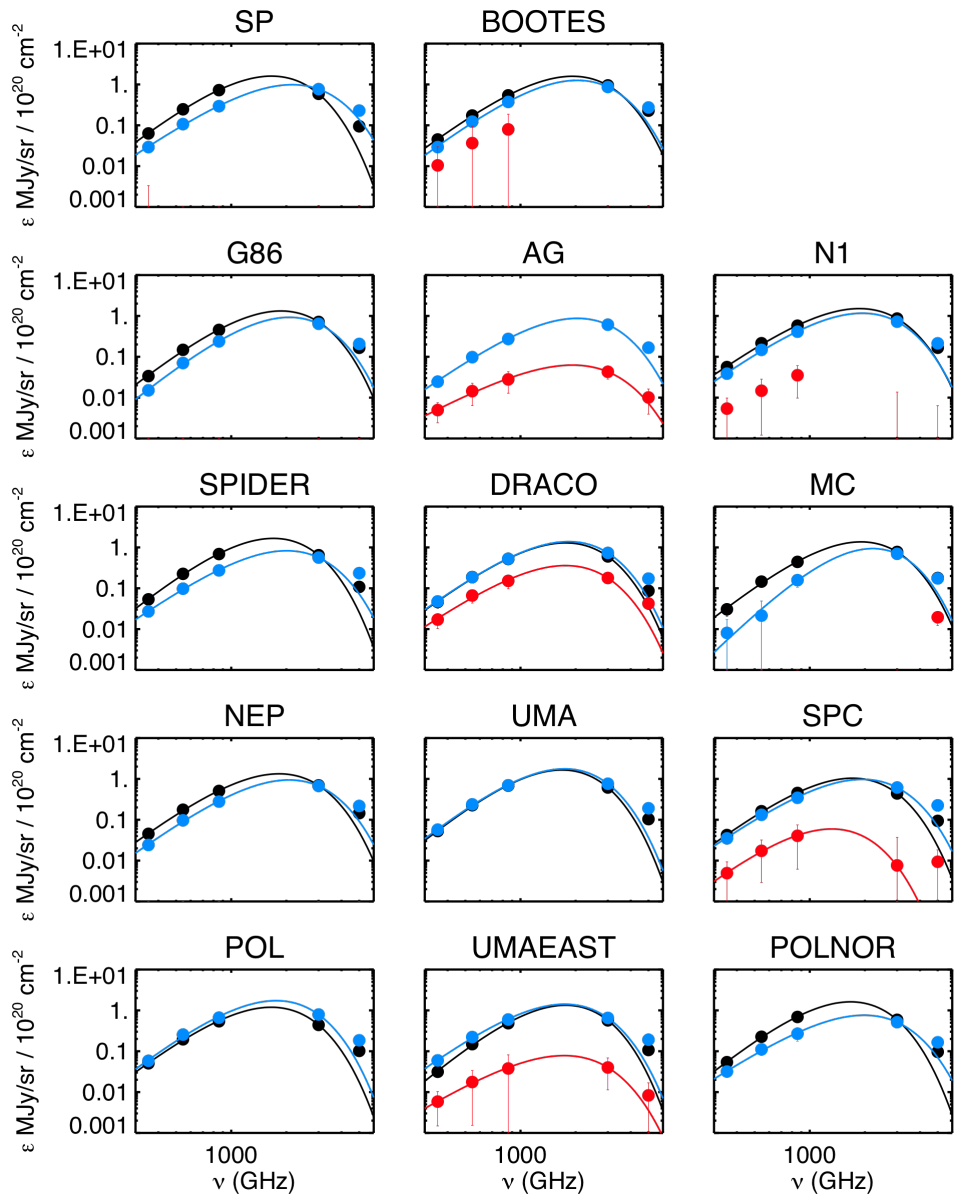 SP BOOTES
ε MJy/sr / 10²⁰ cm⁻²
1.E+01
1.
0.1
0.01
0.001
G86 AG N1
ε MJy/sr / 10²⁰ cm⁻²
1.E+01
1.
0.1
0.01
0.001
SPIDER DRACO MC
ε MJy/sr / 10²⁰ cm⁻²
1.E+01
1.
0.1
0.01
0.001
NEP UMA SPC
ε MJy/sr / 10²⁰ cm⁻²
1.E+01
1.
0.1
0.01
0.001
POL UMAEAST POLNOR
ε MJy/sr / 10²⁰ cm⁻²
1.E+01
1.
0.1
0.01
0.001
1000 1000 1000
ν (GHz) ν (GHz) ν (GHz)